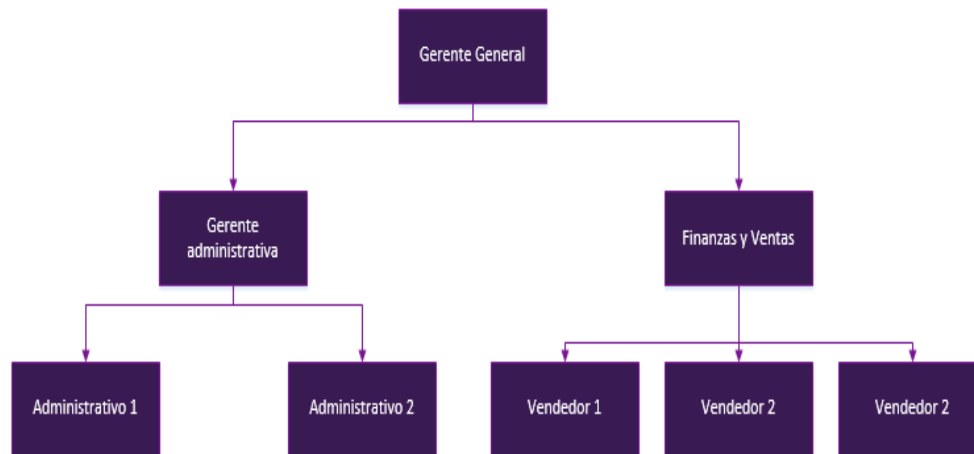 Gerente General
Gerente
administrativa
Finanzas y Ventas
Administrativo 1
Administrativo 2
Vendedor 1
Vendedor 2
Vendedor 2